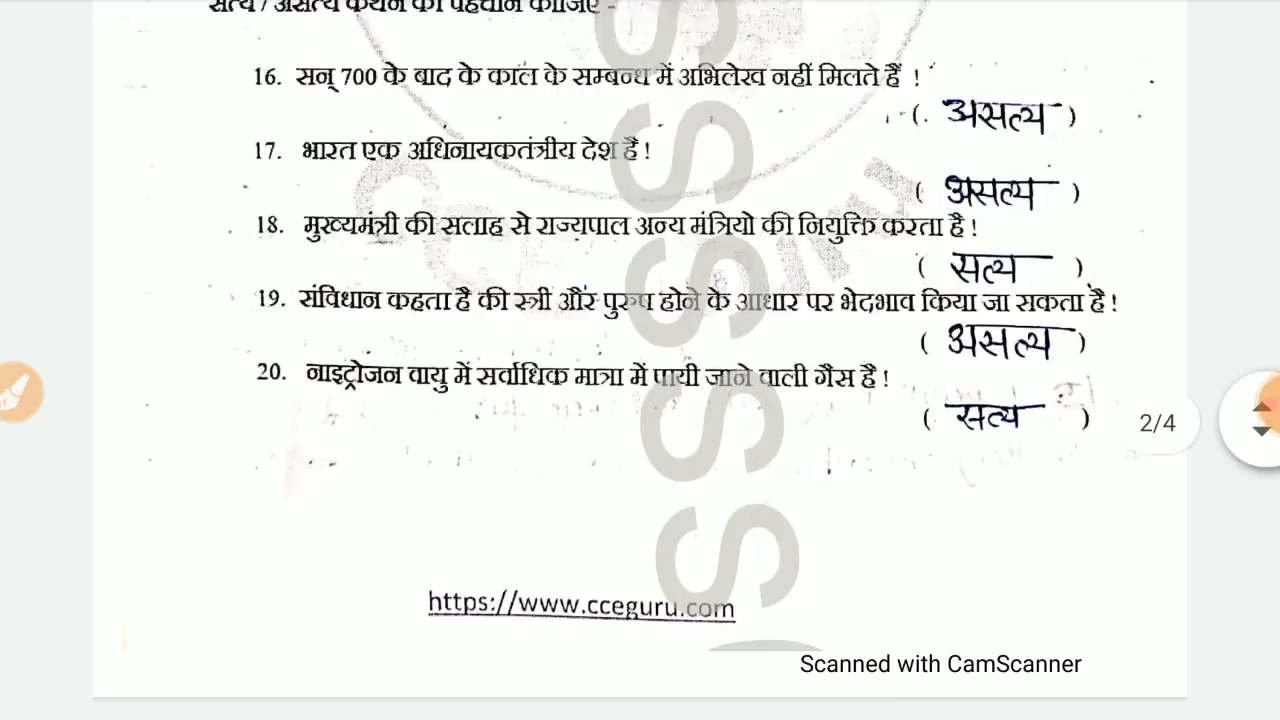 सत्य / असत्य कथन की पहचान कीजिए -
16. सन् 700 के बाद के काल के सम्बन्ध में अभिलेख नहीं मिलते हैं !
( असत्य )
17. भारत एक अधिनायकतंत्रीय देश है !
( असत्य )
18. मुख्यमंत्री की सलाह से राज्यपाल अन्य मंत्रियो की नियुक्ति करता है !
( सत्य )
19. संविधान कहता है की स्त्री और पुरुष होने के आधार पर भेदभाव किया जा सकता है !
( असत्य )
20. नाइट्रोजन वायु में सर्वाधिक मात्रा में पायी जाने वाली गैस है !
( सत्य )
2/4
https://www.cceguru.com
Scanned with CamScanner